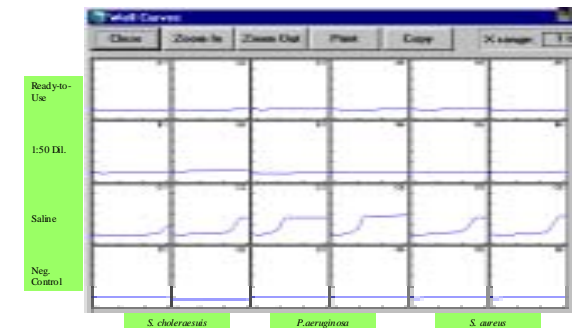 Well Curves
Close Zoom In Zoom Out Print Copy X range:
Ready-to-
Use
1:50 Dil.
Saline
Neg.
Control
S. choleraesuis P.aeruginosa S. aureus